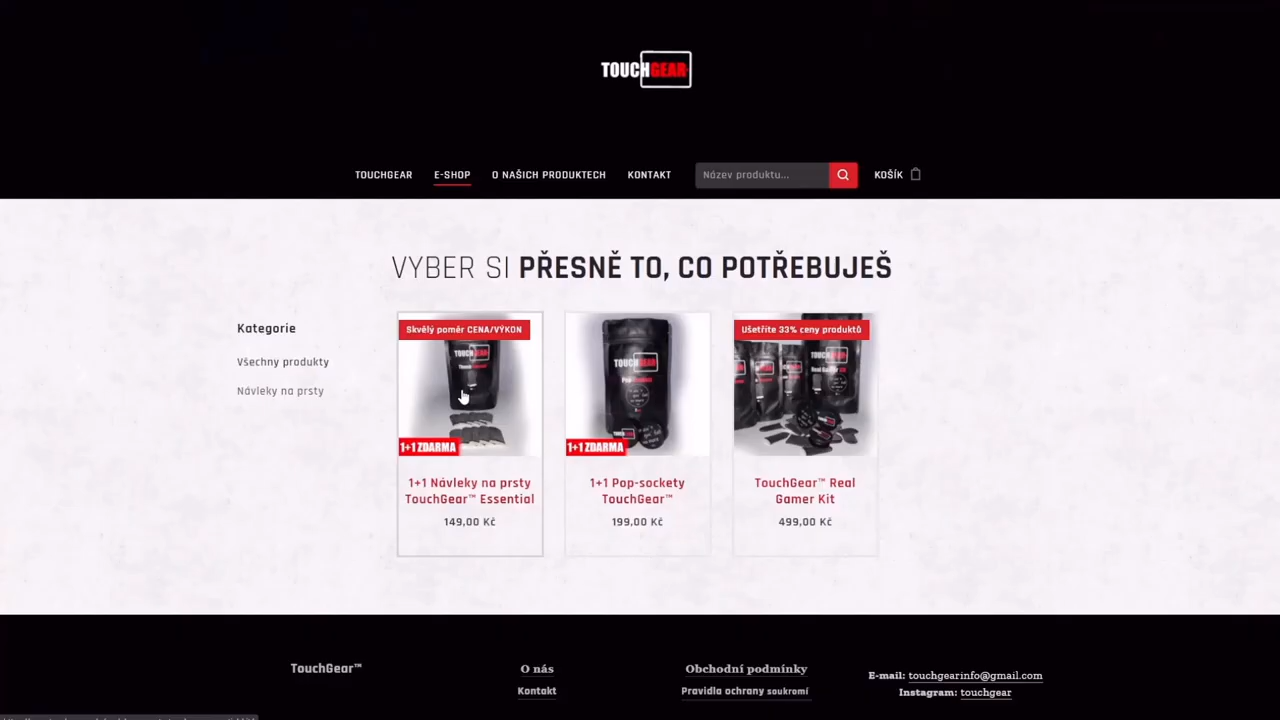 TOUCHGEAR
TOUCHGEAR
E-SHOP
O NAŠICH PRODUKTECH
KONTAKT
Název produktu...
KOŠÍK
VYBER SI PŘESNĚ TO, CO POTŘEBUJEŠ
Kategorie
Všechny produkty
Návleky na prsty
Skvělý poměr CENA/VÝKON
TOUCHGEAR
1+1 ZDARMA
1+1 Návleky na prsty
TouchGear™ Essential
149,00 Kč
TOUCHGEAR
1+1 ZDARMA
1+1 Pop-sockety
TouchGear™
199,00 Kč
Ušetříte 33% ceny produktů
TOUCHGEAR
TouchGear™ Real
Gamer Kit
499,00 Kč
TouchGear™
O nás
Kontakt
Obchodní podmínky
Pravidla ochrany soukromí
E-mail: touchgearinfo@gmail.com
Instagram: touchgear